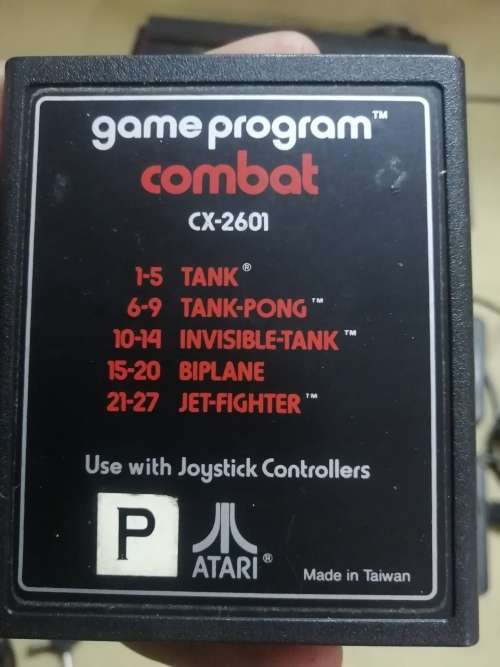 game program™
combat
CX-2601
1-5 TANK®
6-9 TANK-PONG™
10-14 INVISIBLE-TANK™
15-20 BIPLANE
21-27 JET-FIGHTER™
Use with Joystick Controllers
P
ATARI®
Made in Taiwan